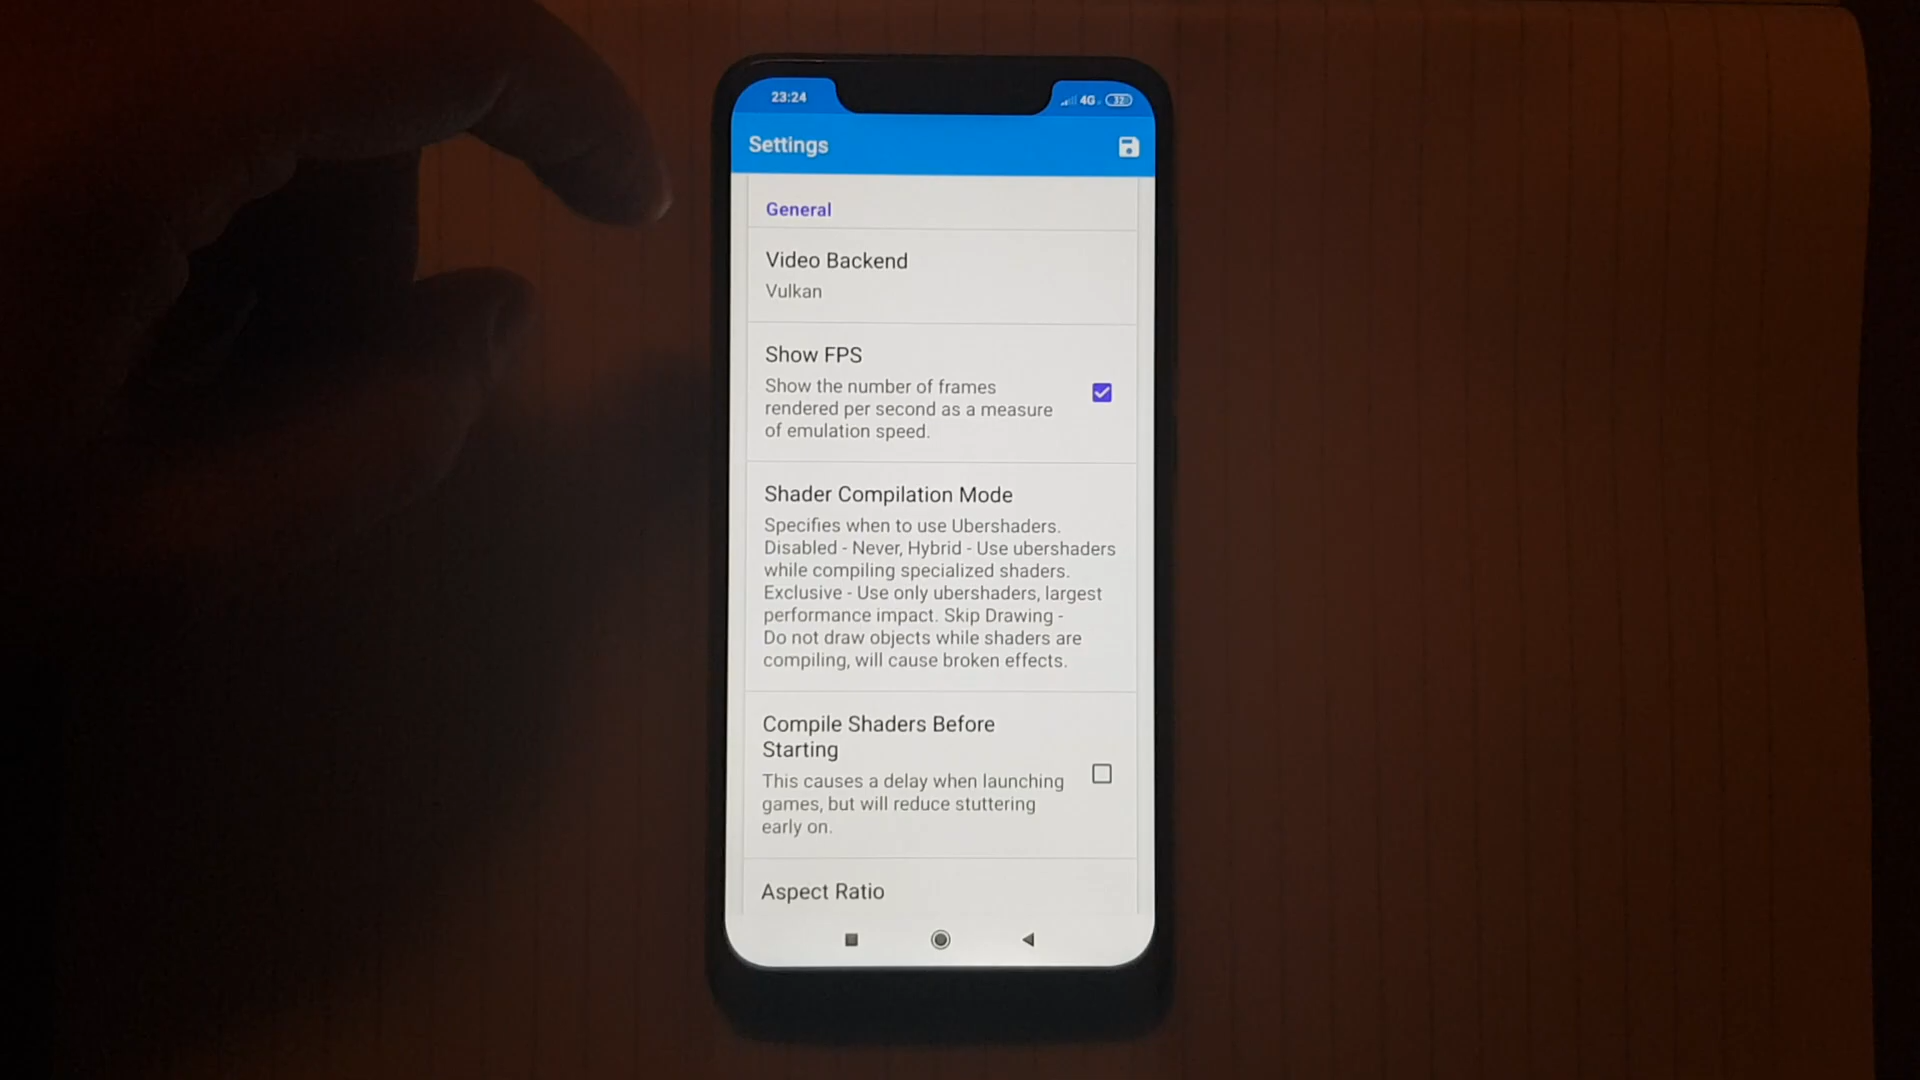 23:24
4G
32
Settings
General
Video Backend
Vulkan
Show FPS
Show the number of frames
rendered per second as a measure
of emulation speed.
Shader Compilation Mode
Specifies when to use Ubershaders.
Disabled - Never, Hybrid - Use ubershaders
while compiling specialized shaders.
Exclusive - Use only ubershaders, largest
performance impact. Skip Drawing -
Do not draw objects while shaders are
compiling, will cause broken effects.
Compile Shaders Before
Starting
This causes a delay when launching
games, but will reduce stuttering
early on.
Aspect Ratio